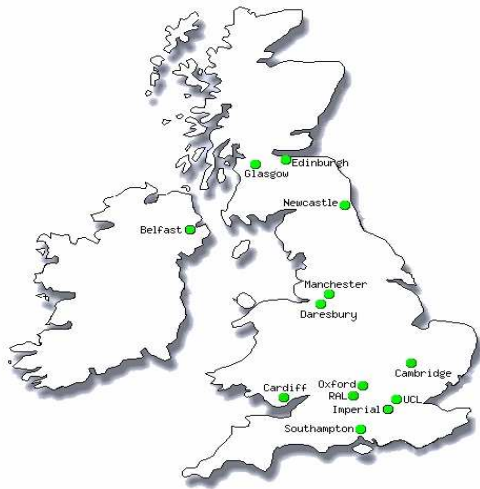 Edinburgh
Glasgow
Newcastle
Belfast
Manchester
Daresbury
Cambridge
Oxford
Cardiff
RAL
UCL
Imperial
Southampton